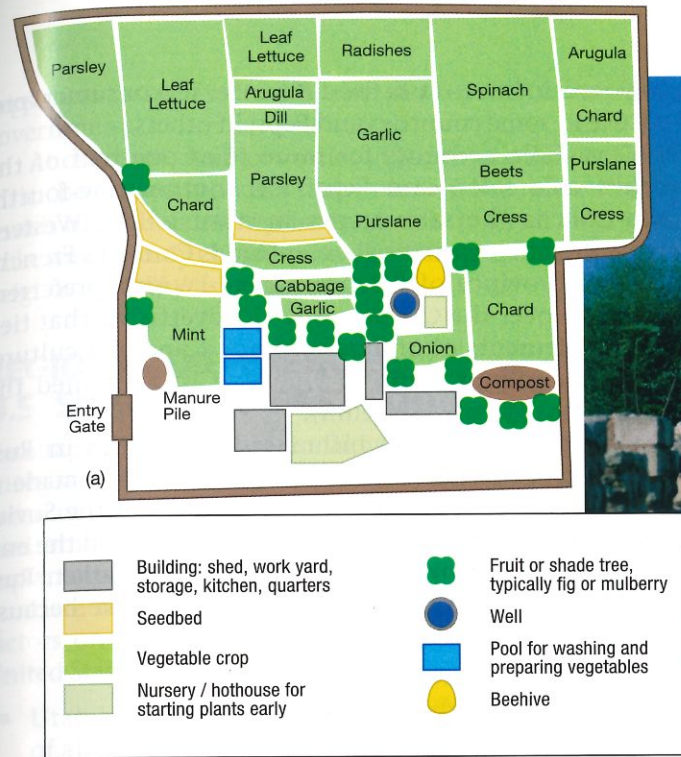 Parsley
Leaf
Lettuce
Leaf
Lettuce
Radishes
Spinach
Arugula
Arugula
Dill
Garlic
Chard
Parsley
Beets
Purslane
Chard
Purslane
Cress
Cress
Cress
Cabbage
Garlic
Mint
Chard
Onion
Compost
Manure
Pile
Entry
Gate
(a)
Building: shed, work yard,
storage, kitchen, quarters
Seedbed
Vegetable crop
Nursery / hothouse for
starting plants early
Fruit or shade tree,
typically fig or mulberry
Well
Pool for washing and
preparing vegetables
Beehive